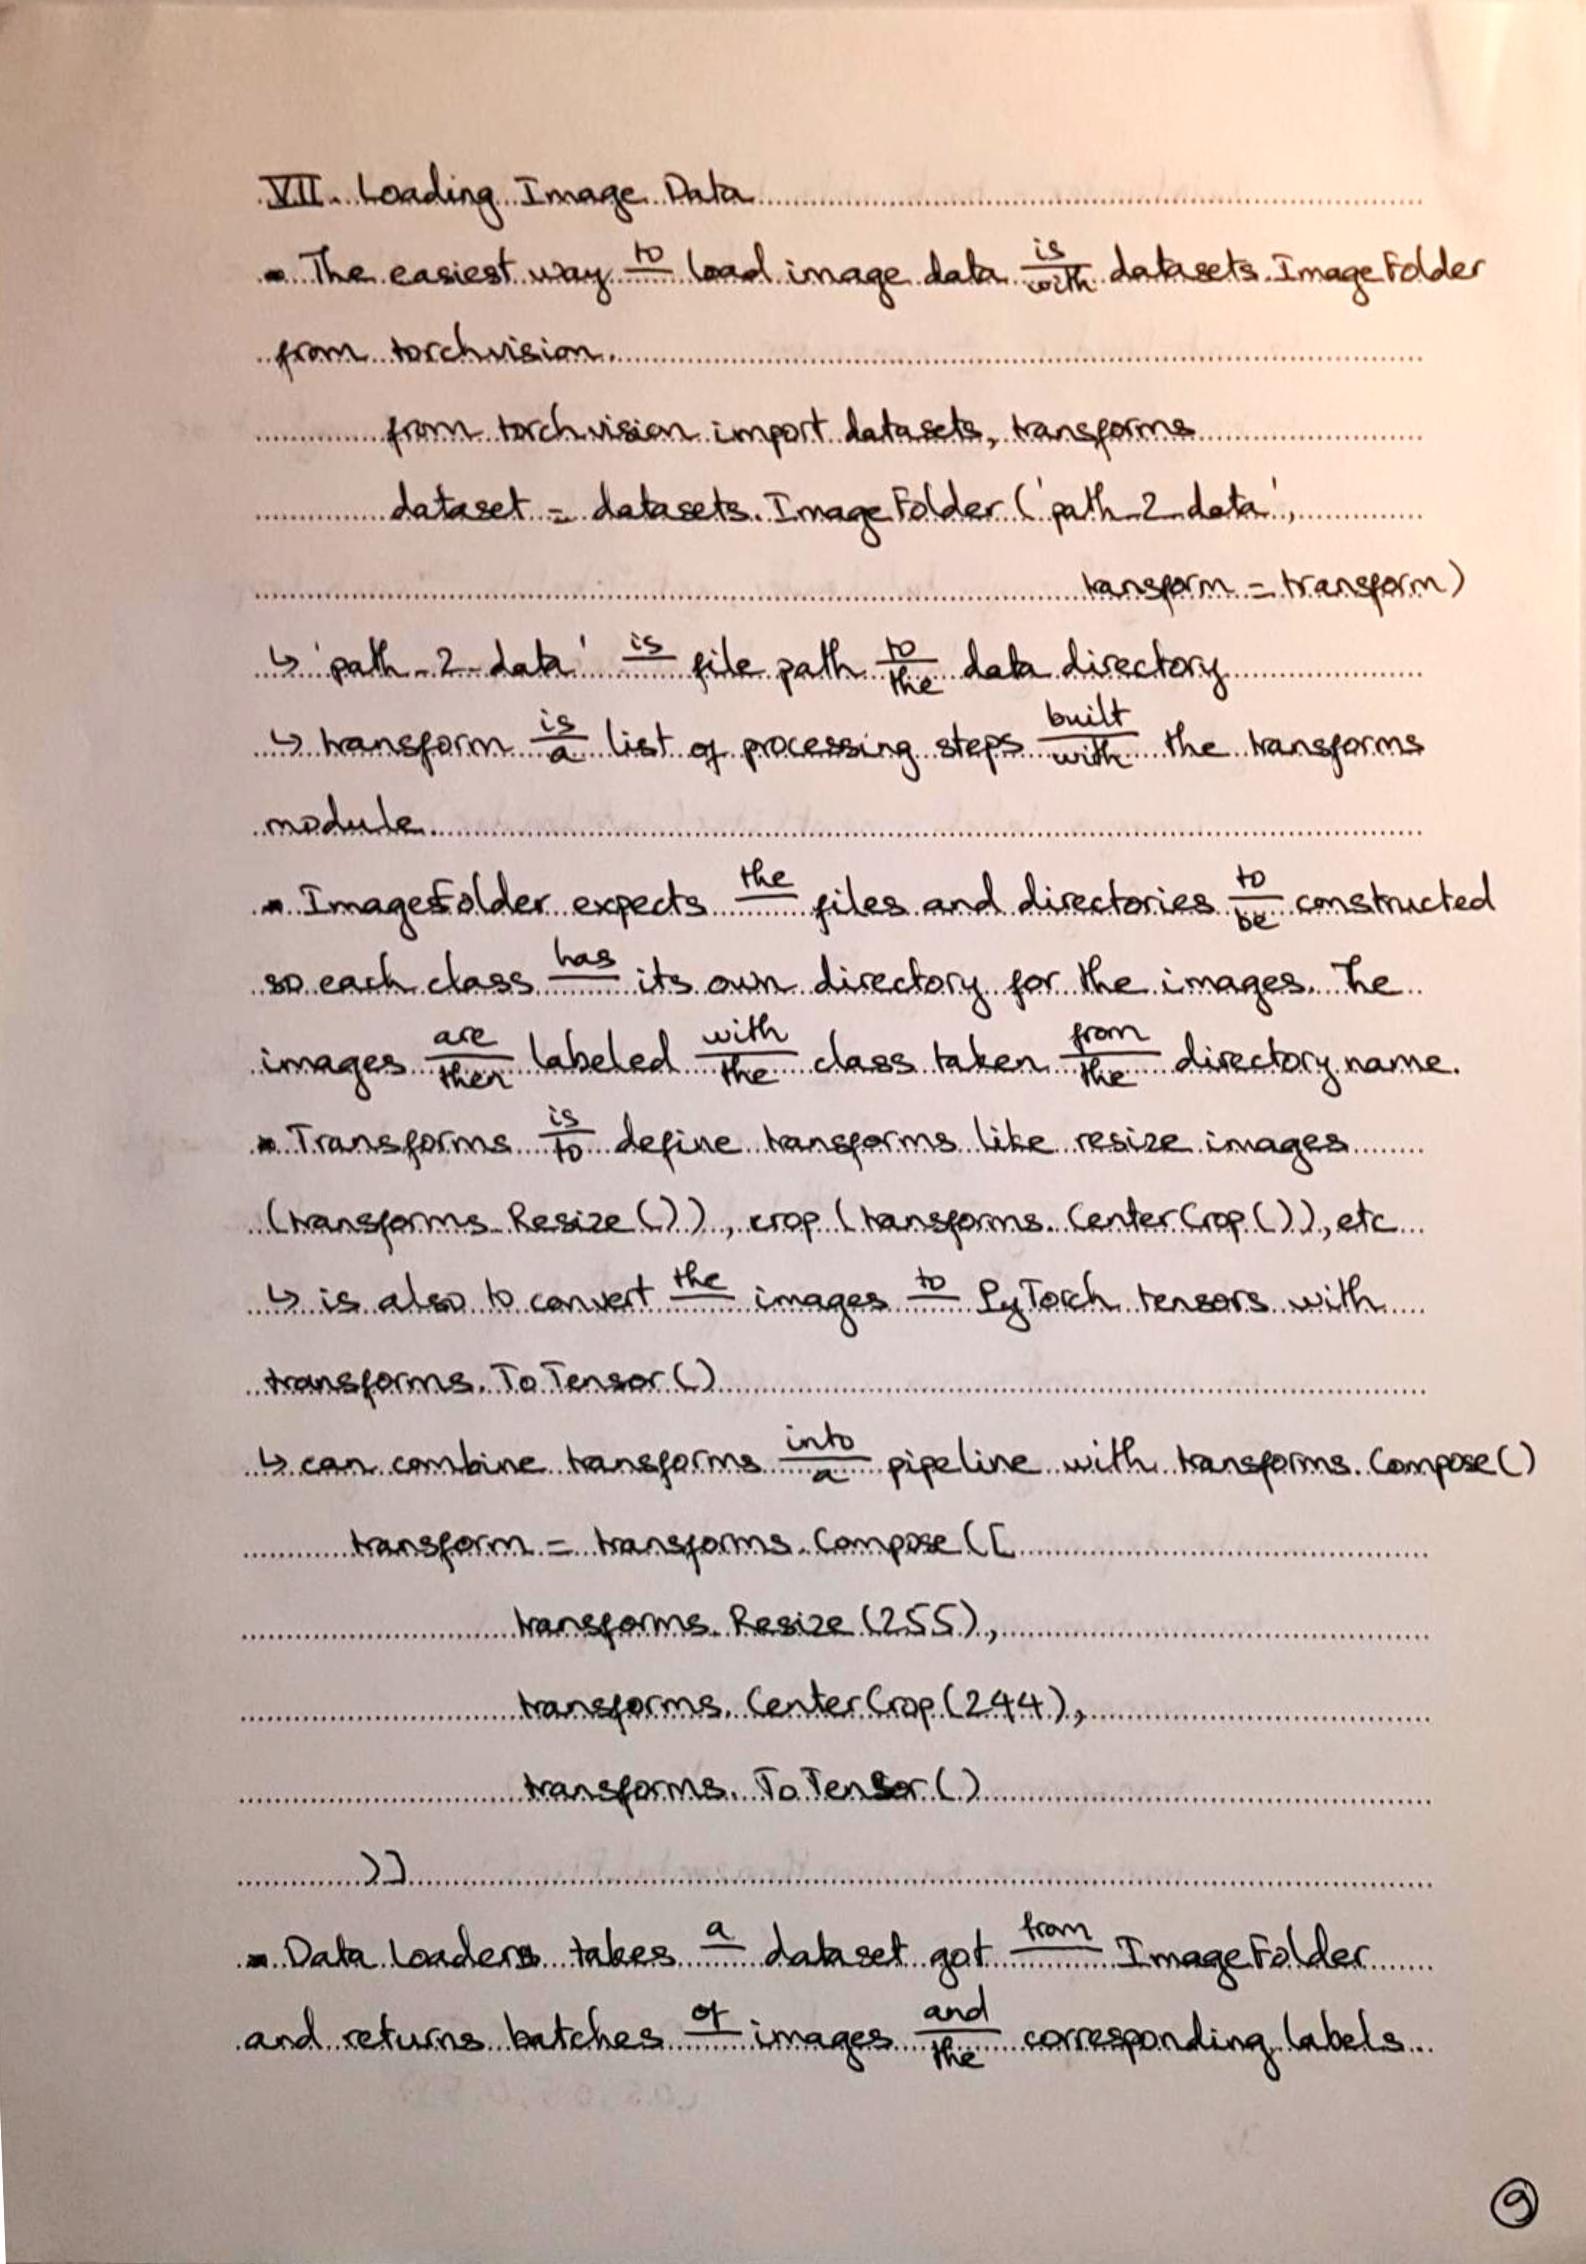 VII. Loading Image Data
- The easiest way to load image data is with datasets.ImageFolder
from torchvision.
from torchvision import datasets, transforms
dataset = datasets.ImageFolder('path_2_data',
transform = transform)
↳ 'path_2_data' is file path to the data directory
↳ transform is a list of processing steps built with the transforms
module
- ImageFolder expects the files and directories to be constructed
so each class has its own directory for the images. The
images are then labeled with the class taken from the directory name.
- Transforms is to define transforms like resize images
(transforms.Resize()), crop (transforms.CenterCrop()), etc
↳ is also to convert the images to PyTorch tensors with
transforms.ToTensor()
↳ can combine transforms into a pipeline with transforms.Compose()
transform = transforms.Compose([
transforms.Resize(255),
transforms.CenterCrop(244),
transforms.ToTensor()
)]
- Data Loaders takes a dataset got from ImageFolder
and returns batches of images and the corresponding labels
9